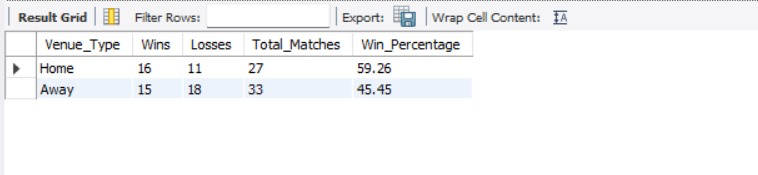 Result Grid Filter Rows: Export: Wrap Cell Content: IA
Venue_Type Wins Losses Total_Matches Win_Percentage
Home 16 11 27 59.26
Away 15 18 33 45.45